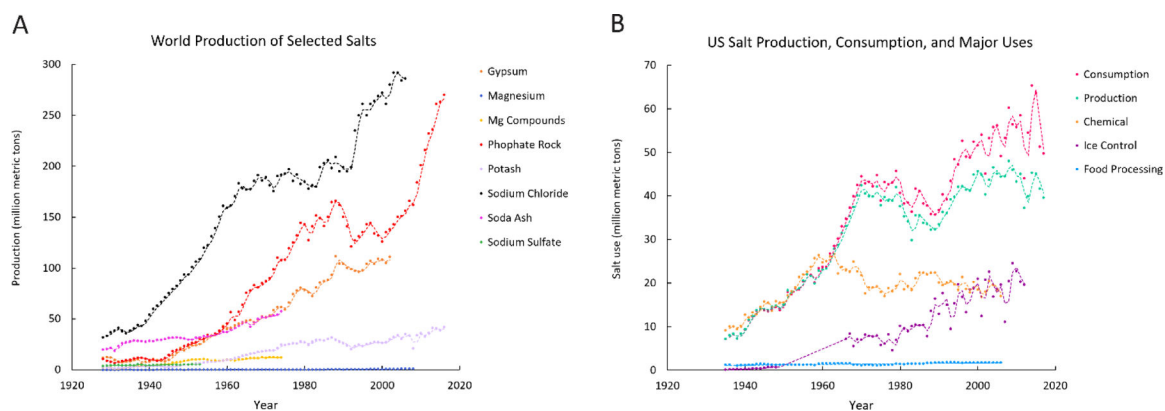 A
World Production of Selected Salts
Production (million metric tons)
300
250
200
150
100
50
0
1920
1940
1960
1980
2000
2020
Year
Gypsum
Magnesium
Mg Compounds
Phophate Rock
Potash
Sodium Chloride
Soda Ash
Sodium Sulfate
B
US Salt Production, Consumption, and Major Uses
Salt use (million metric tons)
70
60
50
40
30
20
10
0
1920
1940
1960
1980
2000
2020
Year
Consumption
Production
Chemical
Ice Control
Food Processing